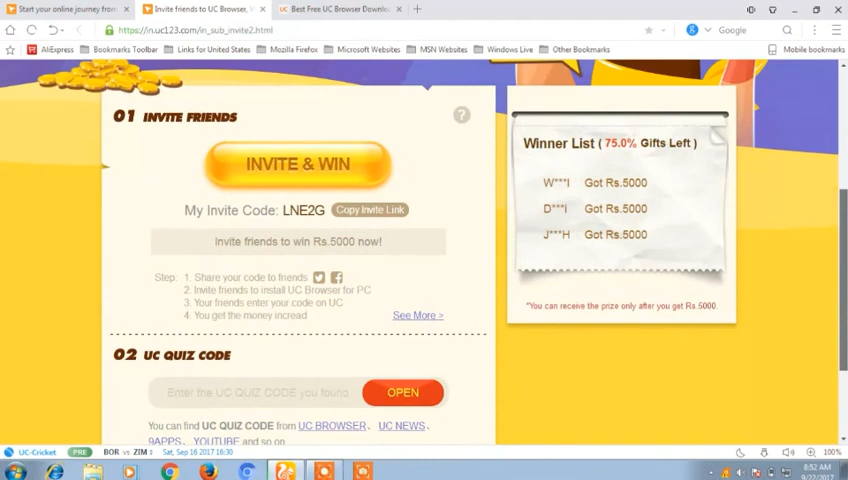 Start your online journey from
Invite friends to UC Browser, W
Best Free UC Browser Downlo
https://in.uc123.com/in_sub_invite2.html
Google
AliExpress Bookmarks Toolbar Links for United States Mozilla Firefox Microsoft Websites MSN Websites Windows Live Other Bookmarks Mobile bookmarks
01 INVITE FRIENDS
?
INVITE & WIN
My Invite Code: LNE2G Copy Invite Link
Invite friends to win Rs.5000 now!
Step: 1. Share your code to friends
2. Invite friends to install UC Browser for PC
3. Your friends enter your code on UC
4. You get the money incread
See More >
02 UC QUIZ CODE
Enter the UC QUIZ CODE you found
OPEN
You can find UC QUIZ CODE from UC BROWSER、 UC NEWS、
9APPS、 YOUTUBE and so on
Winner List ( 75.0% Gifts Left )
W***I Got Rs.5000
D***I Got Rs.5000
J***H Got Rs.5000
*You can receive the prize only after you get Rs.5000.
UC-Cricket PRE BOR vs ZIM Sat, Sep 16 2017 16:30
100%
8:52 AM
9/22/2017